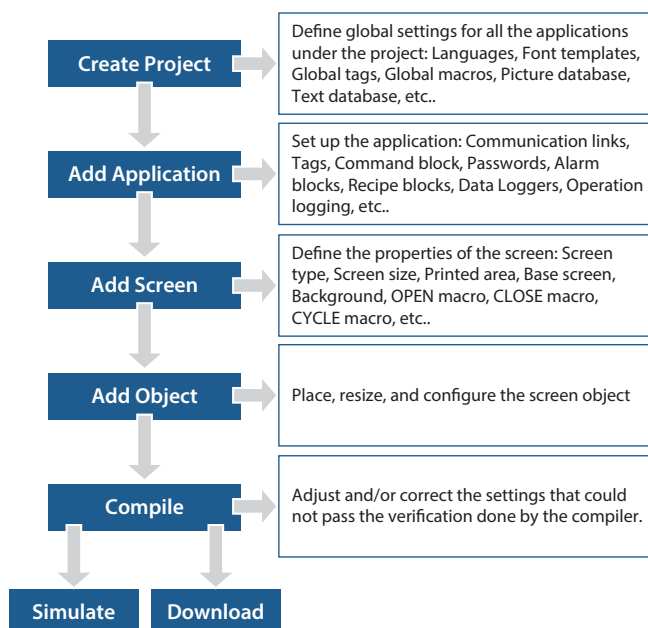 Create Project
Define global settings for all the applications
under the project: Languages, Font templates,
Global tags, Global macros, Picture database,
Text database, etc..
Add Application
Set up the application: Communication links,
Tags, Command block, Passwords, Alarm
blocks, Recipe blocks, Data Loggers, Operation
logging, etc..
Add Screen
Define the properties of the screen: Screen
type, Screen size, Printed area, Base screen,
Background, OPEN macro, CLOSE macro,
CYCLE macro, etc..
Add Object
Place, resize, and configure the screen object
Compile
Adjust and/or correct the settings that could
not pass the verification done by the compiler.
Simulate
Download